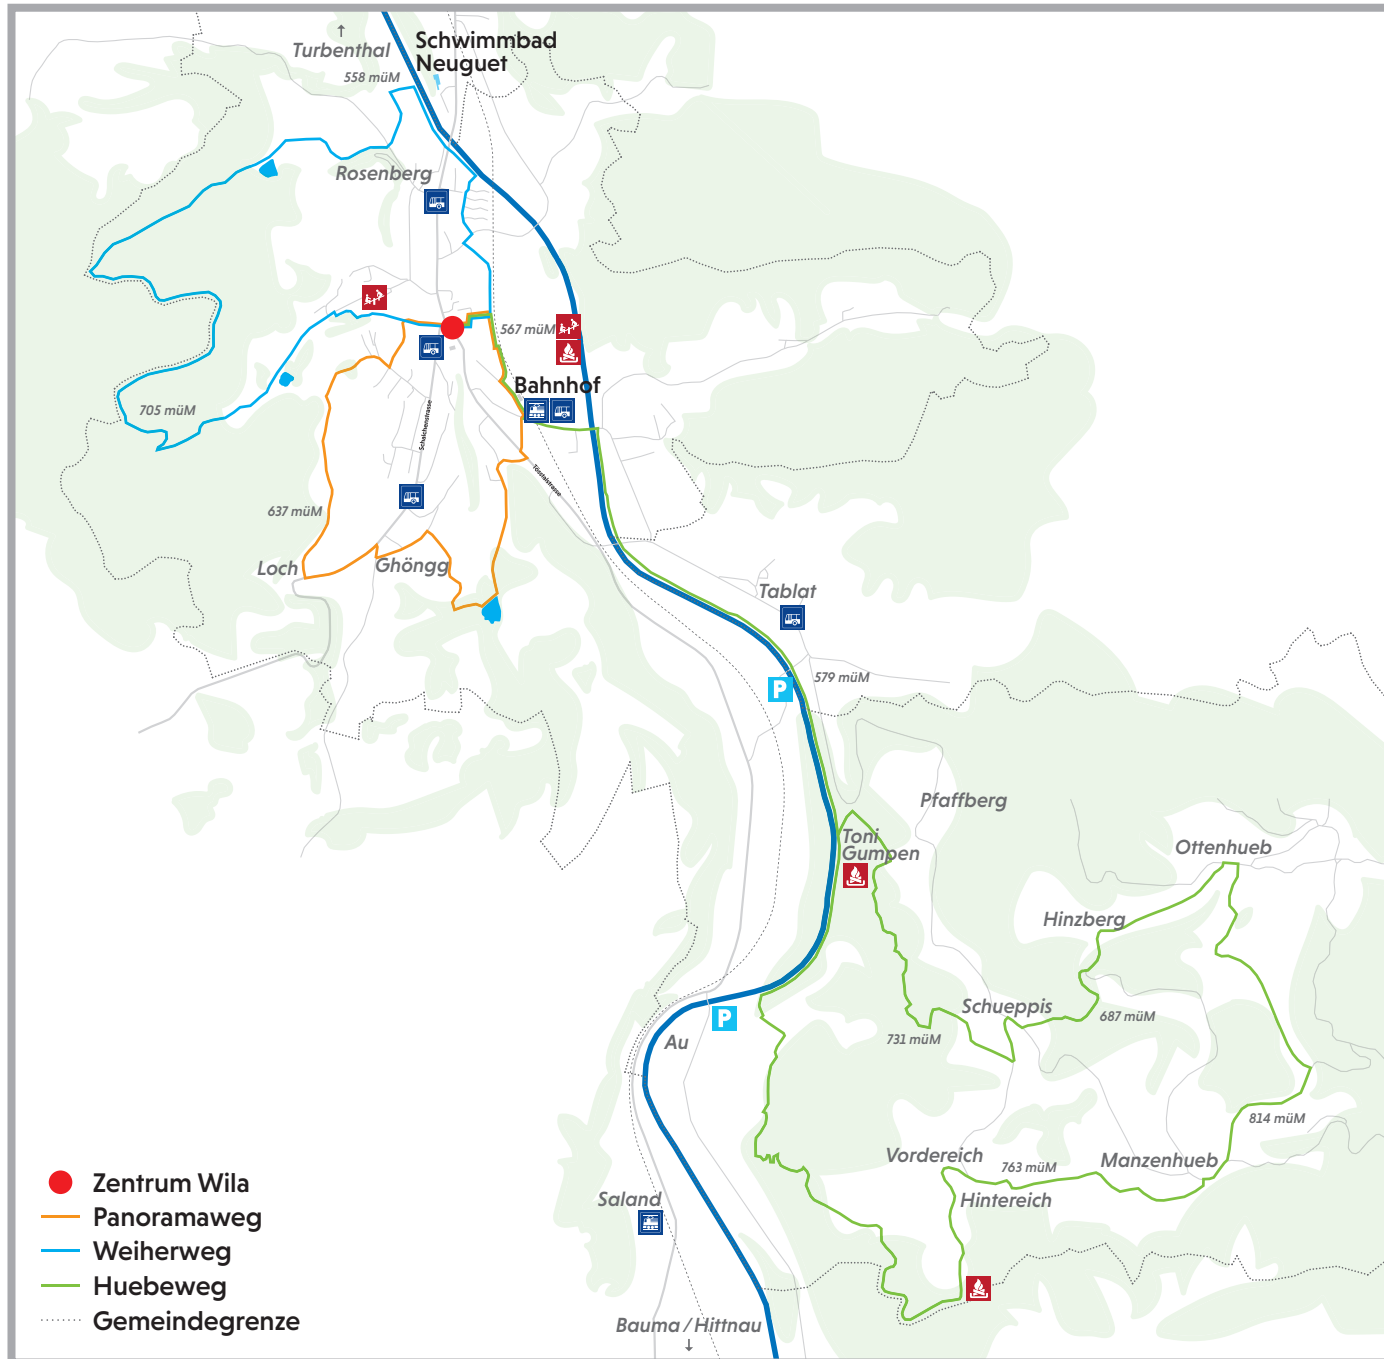 ↑
Turbenthal
558 müM
Schwimmbad
Neuguet
Rosenberg
567 müM
Bahnhof
705 müM
Schalchenstrasse
Tösstalstrasse
637 müM
Loch
Ghöngg
Tablat
579 müM
P
Pfaffberg
Toni
Gumpen
Ottenhueb
Hinzberg
Schueppis
687 müM
731 müM
P
Au
814 müM
Vordereich
763 müM
Manzenhueb
Hintereich
Saland
Zentrum Wila
Panoramaweg
Weiherweg
Huebeweg
Gemeindegrenze
Bauma / Hittnau
↓